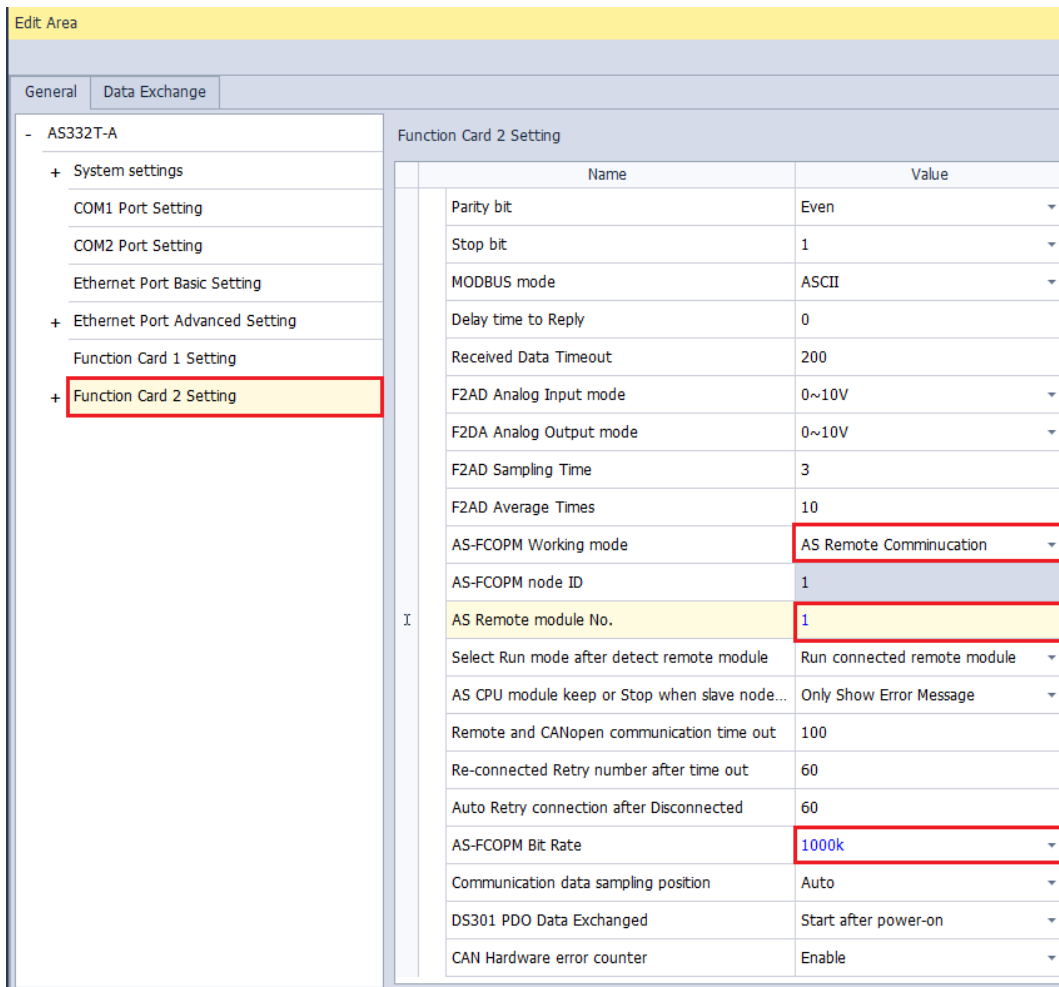 Edit Area
General
Data Exchange
- AS332T-A
+ System settings
COM1 Port Setting
COM2 Port Setting
Ethernet Port Basic Setting
+ Ethernet Port Advanced Setting
Function Card 1 Setting
+ Function Card 2 Setting
Function Card 2 Setting
Name Value
Parity bit Even
Stop bit 1
MODBUS mode ASCII
Delay time to Reply 0
Received Data Timeout 200
F2AD Analog Input mode 0~10V
F2DA Analog Output mode 0~10V
F2AD Sampling Time 3
F2AD Average Times 10
AS-FCOPM Working mode AS Remote Comminucation
AS-FCOPM node ID 1
AS Remote module No. 1
Select Run mode after detect remote module Run connected remote module
AS CPU module keep or Stop when slave node... Only Show Error Message
Remote and CANopen communication time out 100
Re-connected Retry number after time out 60
Auto Retry connection after Disconnected 60
AS-FCOPM Bit Rate 1000k
Communication data sampling position Auto
DS301 PDO Data Exchanged Start after power-on
CAN Hardware error counter Enable